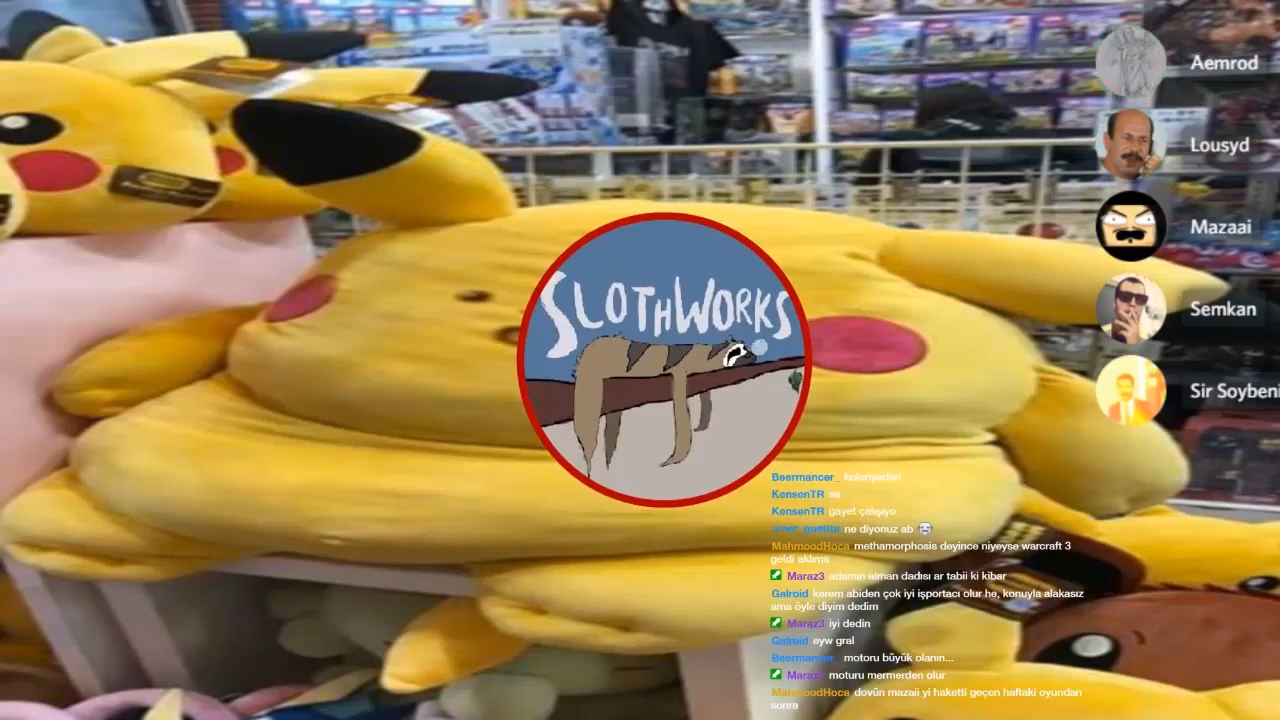 Aemrod
Lousyd
SLOTHWORKS
Mazaai
Semkan
Sir Soybeni
Beermancer_ kolonyadan
KensenTR aa
KensenTR gayet çalışıyo
ne diyonuz ab
MahmoodHoca methamorphosis deyince niyeyse warcraft 3
geldi aklıma
Maraz3 adamın alman dadısı ar tabii ki kibar
Galroid kerem abiden çok iyi işportacı olur he, konuyla alakasız
ama öyle diyim dedim
Maraz3 iyi dedin
Galroid eyw gral
Beermancer_ motoru büyük olanın...
Maraz3 moturu mermerden olur
MahmoodHoca dovün mazaii yi haketti geçen haftaki oyundan
sonra